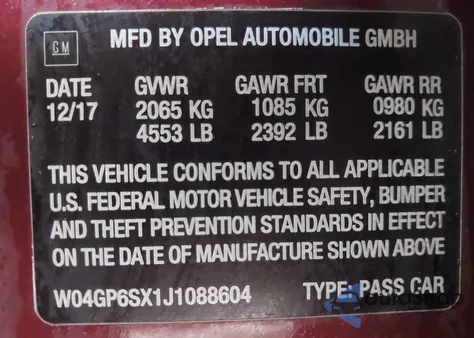 GM
MFD BY OPEL AUTOMOBILE GMBH
DATE GVWR GAWR FRT GAWR RR
12/17 2065 KG 1085 KG 0980 KG
4553 LB 2392 LB 2161 LB
THIS VEHICLE CONFORMS TO ALL APPLICABLE
U.S. FEDERAL MOTOR VEHICLE SAFETY, BUMPER
AND THEFT PREVENTION STANDARDS IN EFFECT
ON THE DATE OF MANUFACTURE SHOWN ABOVE
W04GP6SX1J1088604 TYPE: PASS CAR